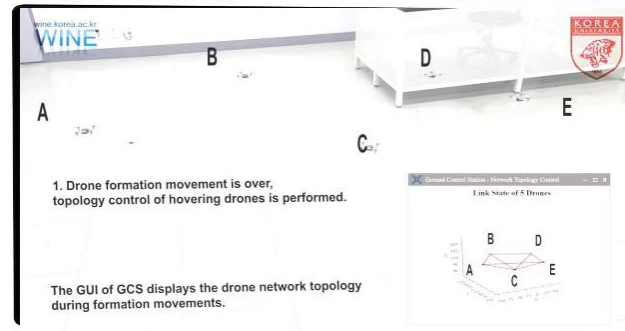 wine.korea.ac.kr
WINE
KOREA
UNIVERSITY
B
D
A
E
C
1. Drone formation movement is over,
topology control of hovering drones is performed.
Ground Control Station - Network Topology Control
Link State of 5 Drones
B
D
A
E
C
The GUI of GCS displays the drone network topology
during formation movements.